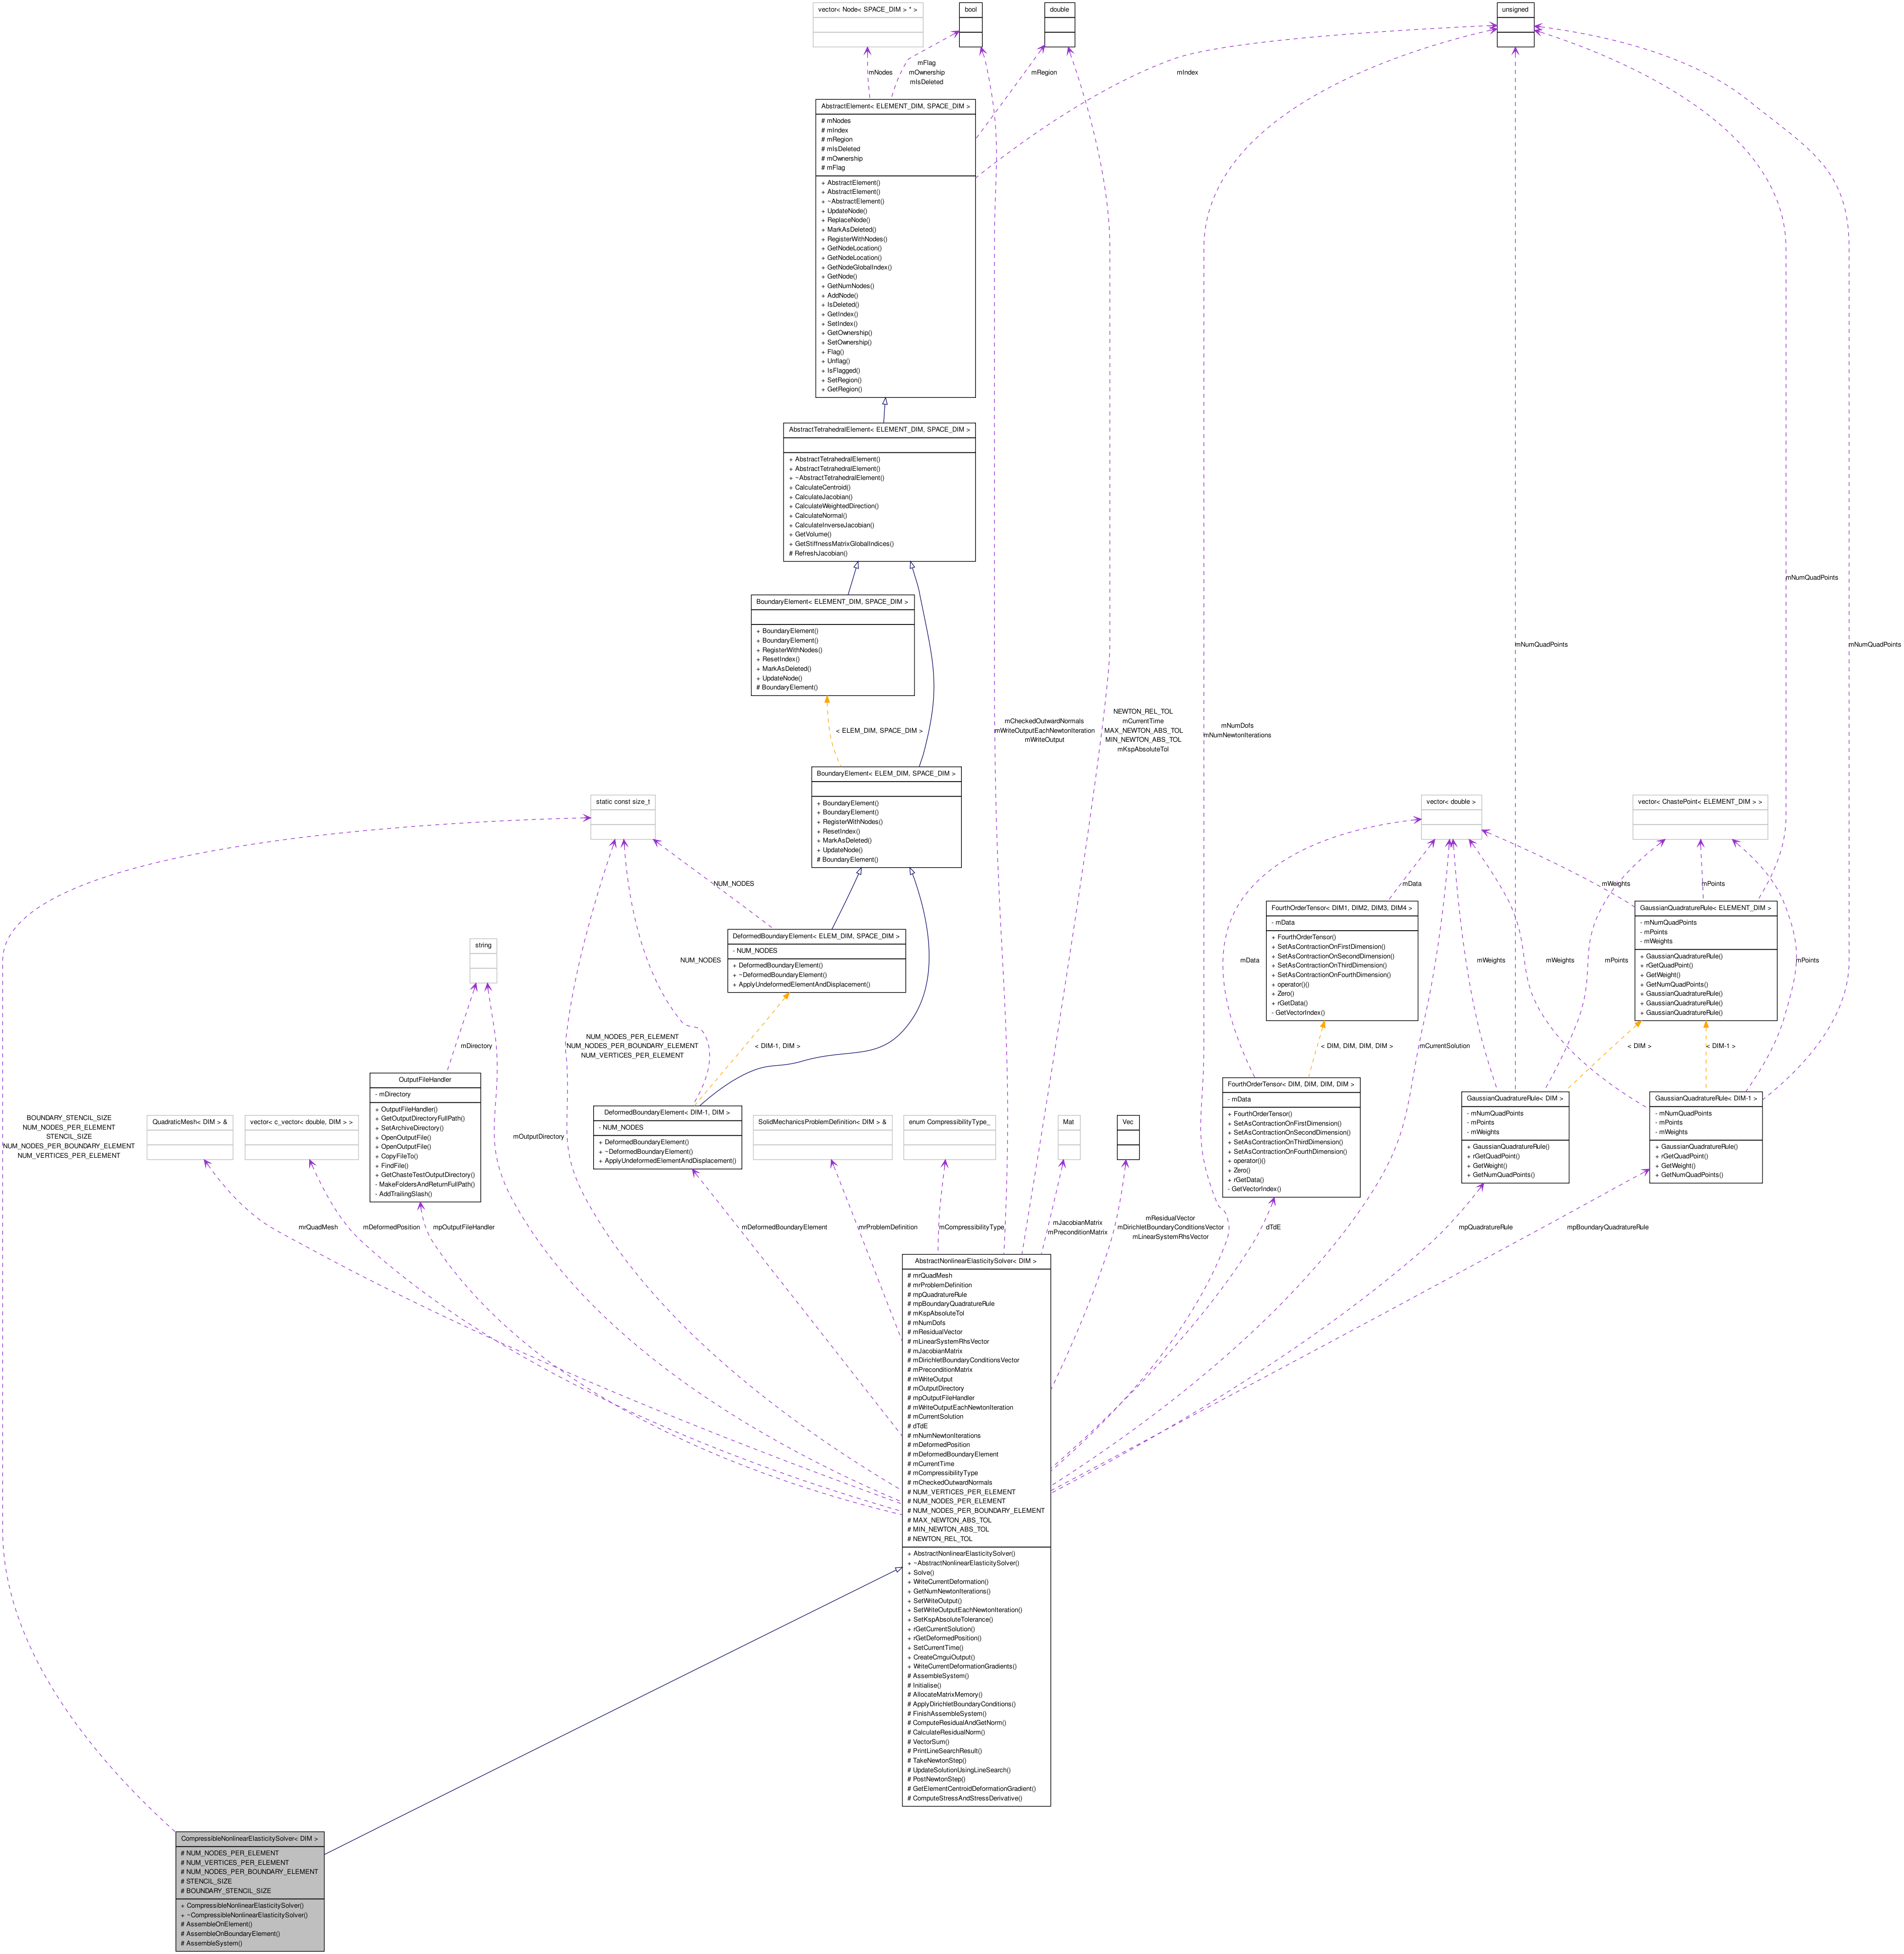 vector< Node< SPACE_DIM > * >
bool
double
unsigned
mNodes
mFlag
mOwnership
mIsDeleted
mRegion
mIndex
AbstractElement< ELEMENT_DIM, SPACE_DIM >
# mNodes
# mIndex
# mRegion
# mIsDeleted
# mOwnership
# mFlag
+ AbstractElement()
+ AbstractElement()
+ ~AbstractElement()
+ UpdateNode()
+ ReplaceNode()
+ MarkAsDeleted()
+ RegisterWithNodes()
+ GetNodeLocation()
+ GetNodeLocation()
+ GetNodeGlobalIndex()
+ GetNode()
+ GetNumNodes()
+ AddNode()
+ IsDeleted()
+ GetIndex()
+ SetIndex()
+ GetOwnership()
+ SetOwnership()
+ Flag()
+ Unflag()
+ IsFlagged()
+ SetRegion()
+ GetRegion()
AbstractTetrahedralElement< ELEMENT_DIM, SPACE_DIM >
+ AbstractTetrahedralElement()
+ AbstractTetrahedralElement()
+ ~AbstractTetrahedralElement()
+ CalculateCentroid()
+ CalculateJacobian()
+ CalculateWeightedDirection()
+ CalculateNormal()
+ CalculateInverseJacobian()
+ GetVolume()
+ GetStiffnessMatrixGlobalIndices()
# RefreshJacobian()
mNumQuadPoints
BoundaryElement< ELEMENT_DIM, SPACE_DIM >
+ BoundaryElement()
+ BoundaryElement()
+ RegisterWithNodes()
+ ResetIndex()
+ MarkAsDeleted()
+ UpdateNode()
# BoundaryElement()
mNumQuadPoints
mNumQuadPoints
< ELEM_DIM, SPACE_DIM >
mCheckedOutwardNormals
mWriteOutputEachNewtonIteration
mWriteOutput
NEWTON_REL_TOL
mCurrentTime
MAX_NEWTON_ABS_TOL
MIN_NEWTON_ABS_TOL
mKspAbsoluteTol
mNumDofs
mNumNewtonIterations
BoundaryElement< ELEM_DIM, SPACE_DIM >
+ BoundaryElement()
+ BoundaryElement()
+ RegisterWithNodes()
+ ResetIndex()
+ MarkAsDeleted()
+ UpdateNode()
# BoundaryElement()
static const size_t
vector< double >
vector< ChastePoint< ELEMENT_DIM > >
NUM_NODES
mData
mWeights
mPoints
DeformedBoundaryElement< ELEM_DIM, SPACE_DIM >
- NUM_NODES
+ DeformedBoundaryElement()
+ ~DeformedBoundaryElement()
+ ApplyUndeformedElementAndDisplacement()
FourthOrderTensor< DIM1, DIM2, DIM3, DIM4 >
- mData
+ FourthOrderTensor()
+ SetAsContractionOnFirstDimension()
+ SetAsContractionOnSecondDimension()
+ SetAsContractionOnThirdDimension()
+ SetAsContractionOnFourthDimension()
+ operator()()
+ Zero()
+ rGetData()
- GetVectorIndex()
GaussianQuadratureRule< ELEMENT_DIM >
- mNumQuadPoints
- mPoints
- mWeights
+ GaussianQuadratureRule()
+ rGetQuadPoint()
+ GetWeight()
+ GetNumQuadPoints()
+ GaussianQuadratureRule()
+ GaussianQuadratureRule()
+ GaussianQuadratureRule()
string
NUM_NODES
mData
mWeights
mWeights
mPoints
mPoints
mDirectory
NUM_NODES_PER_ELEMENT
NUM_NODES_PER_BOUNDARY_ELEMENT
NUM_VERTICES_PER_ELEMENT
< DIM-1, DIM >
< DIM, DIM, DIM, DIM >
mCurrentSolution
< DIM >
< DIM-1 >
BOUNDARY_STENCIL_SIZE
NUM_NODES_PER_ELEMENT
STENCIL_SIZE
NUM_NODES_PER_BOUNDARY_ELEMENT
NUM_VERTICES_PER_ELEMENT
QuadraticMesh< DIM > &
vector< c_vector< double, DIM > >
OutputFileHandler
- mDirectory
+ OutputFileHandler()
+ GetOutputDirectoryFullPath()
+ SetArchiveDirectory()
+ OpenOutputFile()
+ OpenOutputFile()
+ CopyFileTo()
+ FindFile()
+ GetChasteTestOutputDirectory()
- MakeFoldersAndReturnFullPath()
- AddTrailingSlash()
mOutputDirectory
DeformedBoundaryElement< DIM-1, DIM >
- NUM_NODES
+ DeformedBoundaryElement()
+ ~DeformedBoundaryElement()
+ ApplyUndeformedElementAndDisplacement()
SolidMechanicsProblemDefinition< DIM > &
enum CompressibilityType_
Mat
Vec
FourthOrderTensor< DIM, DIM, DIM, DIM >
- mData
+ FourthOrderTensor()
+ SetAsContractionOnFirstDimension()
+ SetAsContractionOnSecondDimension()
+ SetAsContractionOnThirdDimension()
+ SetAsContractionOnFourthDimension()
+ operator()()
+ Zero()
+ rGetData()
- GetVectorIndex()
GaussianQuadratureRule< DIM >
- mNumQuadPoints
- mPoints
- mWeights
+ GaussianQuadratureRule()
+ rGetQuadPoint()
+ GetWeight()
+ GetNumQuadPoints()
GaussianQuadratureRule< DIM-1 >
- mNumQuadPoints
- mPoints
- mWeights
+ GaussianQuadratureRule()
+ rGetQuadPoint()
+ GetWeight()
+ GetNumQuadPoints()
mrQuadMesh
mDeformedPosition
mpOutputFileHandler
mDeformedBoundaryElement
mrProblemDefinition
mCompressibilityType
mJacobianMatrix
mPreconditionMatrix
mResidualVector
mDirichletBoundaryConditionsVector
mLinearSystemRhsVector
dTdE
mpQuadratureRule
mpBoundaryQuadratureRule
AbstractNonlinearElasticitySolver< DIM >
# mrQuadMesh
# mrProblemDefinition
# mpQuadratureRule
# mpBoundaryQuadratureRule
# mKspAbsoluteTol
# mNumDofs
# mResidualVector
# mLinearSystemRhsVector
# mJacobianMatrix
# mDirichletBoundaryConditionsVector
# mPreconditionMatrix
# mWriteOutput
# mOutputDirectory
# mpOutputFileHandler
# mWriteOutputEachNewtonIteration
# mCurrentSolution
# dTdE
# mNumNewtonIterations
# mDeformedPosition
# mDeformedBoundaryElement
# mCurrentTime
# mCompressibilityType
# mCheckedOutwardNormals
# NUM_VERTICES_PER_ELEMENT
# NUM_NODES_PER_ELEMENT
# NUM_NODES_PER_BOUNDARY_ELEMENT
# MAX_NEWTON_ABS_TOL
# MIN_NEWTON_ABS_TOL
# NEWTON_REL_TOL
+ AbstractNonlinearElasticitySolver()
+ ~AbstractNonlinearElasticitySolver()
+ Solve()
+ WriteCurrentDeformation()
+ GetNumNewtonIterations()
+ SetWriteOutput()
+ SetWriteOutputEachNewtonIteration()
+ SetKspAbsoluteTolerance()
+ rGetCurrentSolution()
+ rGetDeformedPosition()
+ SetCurrentTime()
+ CreateCmguiOutput()
+ WriteCurrentDeformationGradients()
# AssembleSystem()
# Initialise()
# AllocateMatrixMemory()
# ApplyDirichletBoundaryConditions()
# FinishAssembleSystem()
# ComputeResidualAndGetNorm()
# CalculateResidualNorm()
# VectorSum()
# PrintLineSearchResult()
# TakeNewtonStep()
# UpdateSolutionUsingLineSearch()
# PostNewtonStep()
# GetElementCentroidDeformationGradient()
# ComputeStressAndStressDerivative()
CompressibleNonlinearElasticitySolver< DIM >
# NUM_NODES_PER_ELEMENT
# NUM_VERTICES_PER_ELEMENT
# NUM_NODES_PER_BOUNDARY_ELEMENT
# STENCIL_SIZE
# BOUNDARY_STENCIL_SIZE
+ CompressibleNonlinearElasticitySolver()
+ ~CompressibleNonlinearElasticitySolver()
# AssembleOnElement()
# AssembleOnBoundaryElement()
# AssembleSystem()